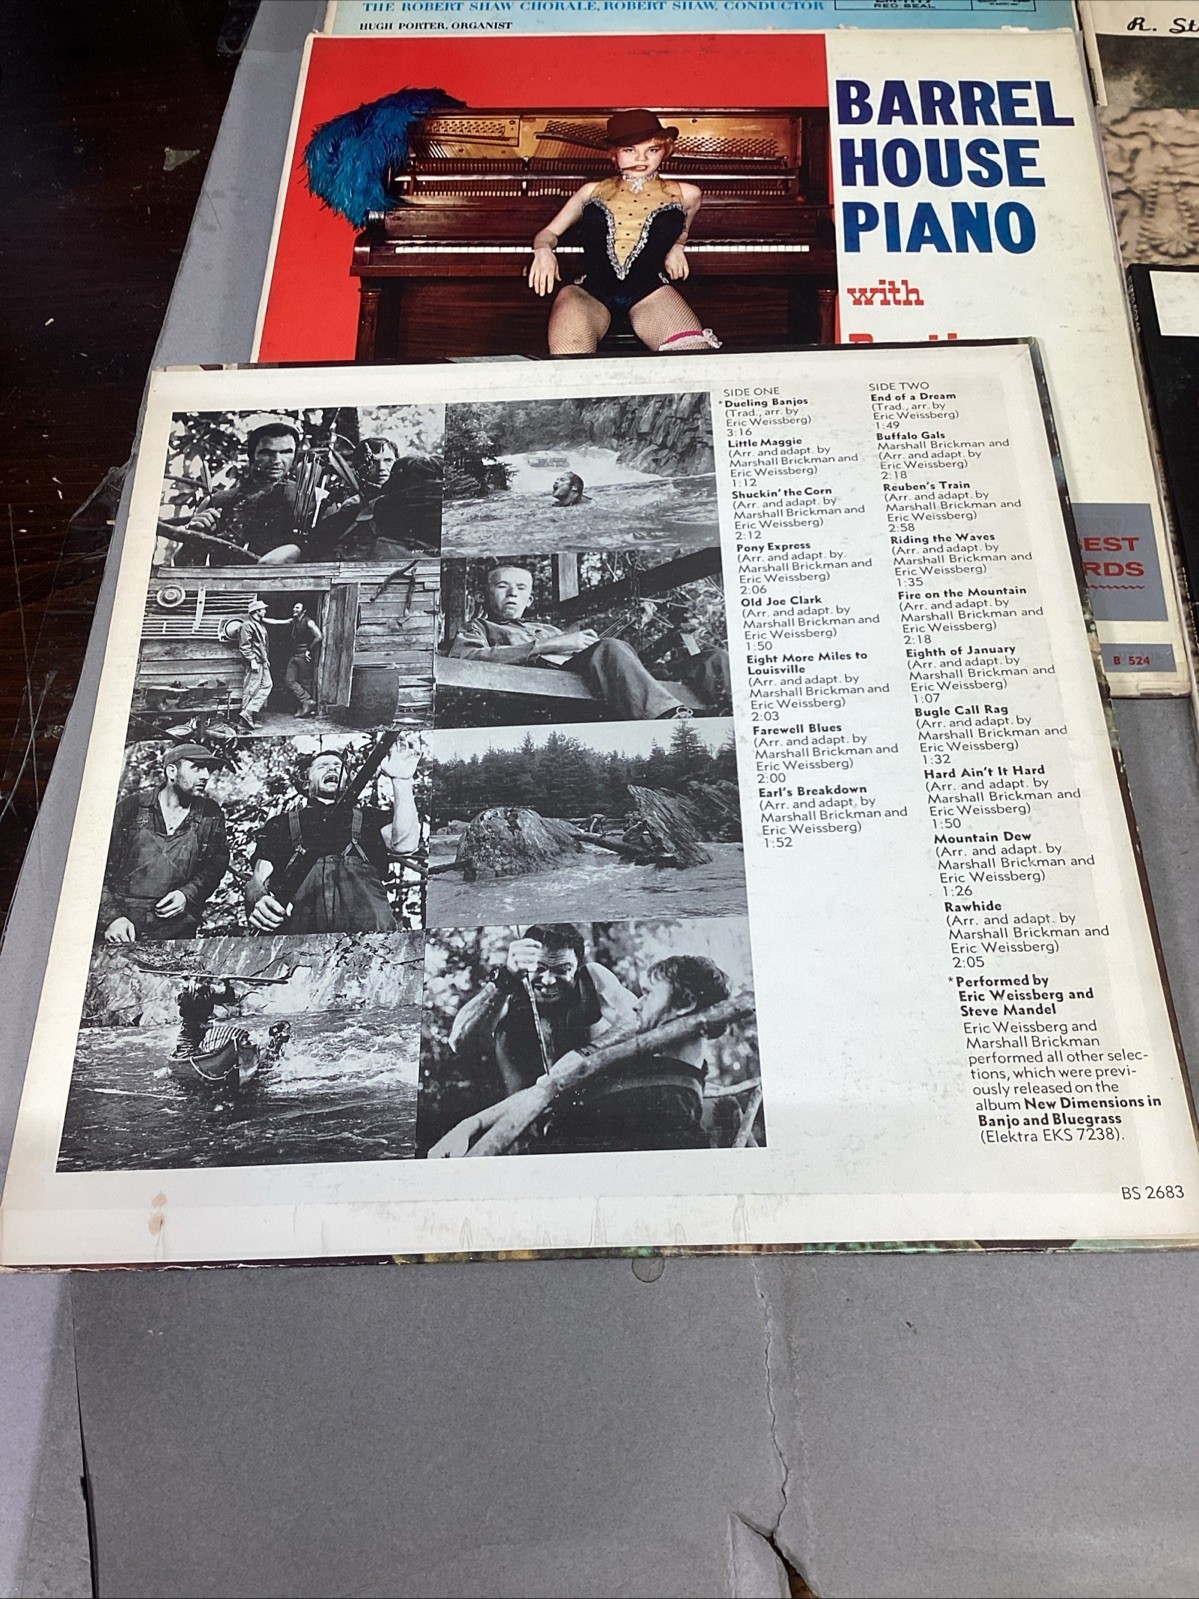 THE ROBERT SHAW CHORALE, ROBERT SHAW, CONDUCTOR
RED SEAL
HUGH PORTER, ORGANIST
R. St
BARREL
HOUSE
PIANO
with
EST
RDS
B 524
SIDE ONE
*Dueling Banjos
(Trad., arr. by
Eric Weissberg)
3:16
Little Maggie
(Arr. and adapt. by
Marshall Brickman and
Eric Weissberg)
1:12
Shuckin' the Corn
(Arr. and adapt. by
Marshall Brickman and
Eric Weissberg)
2:12
Pony Express
(Arr. and adapt. by
Marshall Brickman and
Eric Weissberg)
2:06
Old Joe Clark
(Arr. and adapt. by
Marshall Brickman and
Eric Weissberg)
1:50
Eight More Miles to
Louisville
(Arr. and adapt. by
Marshall Brickman and
Eric Weissberg)
2:03
Farewell Blues
(Arr. and adapt. by
Marshall Brickman and
Eric Weissberg)
2:00
Earl's Breakdown
(Arr. and adapt. by
Marshall Brickman and
Eric Weissberg)
1:52
SIDE TWO
End of a Dream
(Trad., arr. by
Eric Weissberg)
1:49
Buffalo Gals
Marshall Brickman and
(Arr. and adapt. by
Eric Weissberg)
2:18
Reuben's Train
(Arr. and adapt. by
Marshall Brickman and
Eric Weissberg)
2:58
Riding the Waves
(Arr. and adapt. by
Marshall Brickman and
Eric Weissberg)
1:35
Fire on the Mountain
(Arr. and adapt. by
Marshall Brickman and
Eric Weissberg)
2:18
Eighth of January
(Arr. and adapt. by
Marshall Brickman and
Eric Weissberg)
1:07
Bugle Call Rag
(Arr. and adapt. by
Marshall Brickman and
Eric Weissberg)
1:32
Hard Ain't It Hard
(Arr. and adapt. by
Marshall Brickman and
Eric Weissberg)
1:50
Mountain Dew
(Arr. and adapt. by
Marshall Brickman and
Eric Weissberg)
1:26
Rawhide
(Arr. and adapt. by
Marshall Brickman and
Eric Weissberg)
2:05
*Performed by
Eric Weissberg and
Steve Mandel
Eric Weissberg and
Marshall Brickman
performed all other selec-
tions, which were previ-
ously released on the
album New Dimensions in
Banjo and Bluegrass
(Elektra EKS 7238).
BS 2683